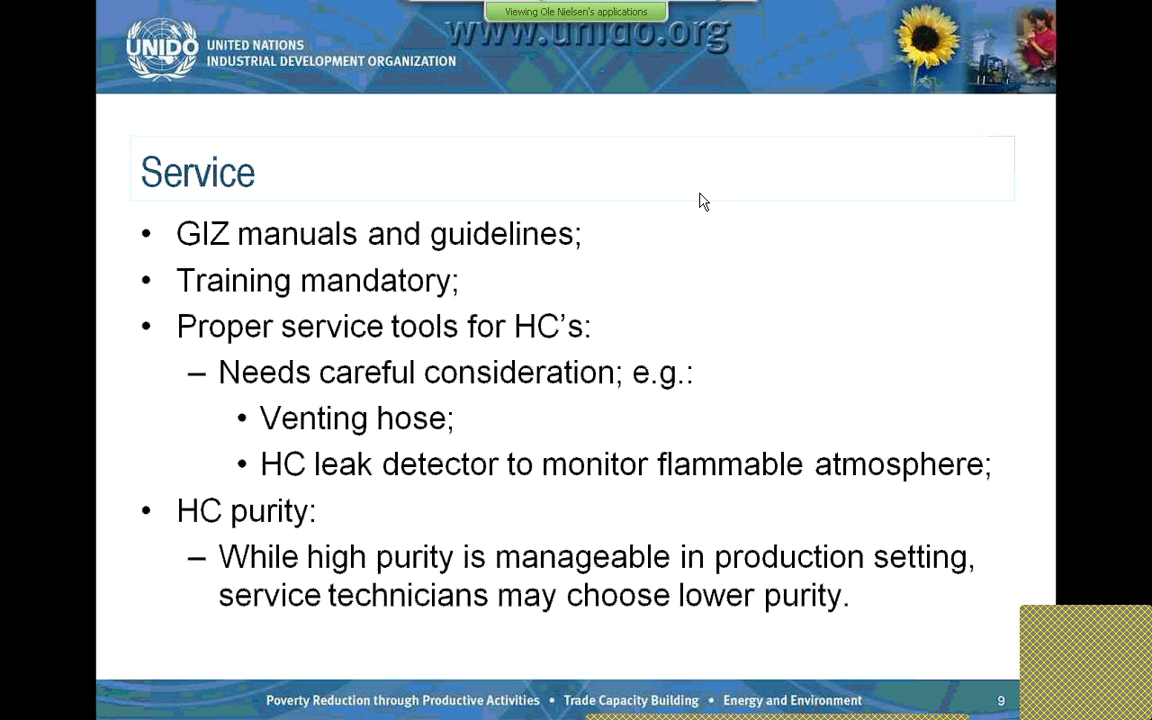 Viewing Ole Nielsen's applications
www.unido.org
UNIDO
UNITED NATIONS
INDUSTRIAL DEVELOPMENT ORGANIZATION
Service
• GIZ manuals and guidelines;
• Training mandatory;
• Proper service tools for HC's:
– Needs careful consideration; e.g.:
• Venting hose;
• HC leak detector to monitor flammable atmosphere;
• HC purity:
– While high purity is manageable in production setting,
service technicians may choose lower purity.
Poverty Reduction through Productive Activities • Trade Capacity Building • Energy and Environment
9